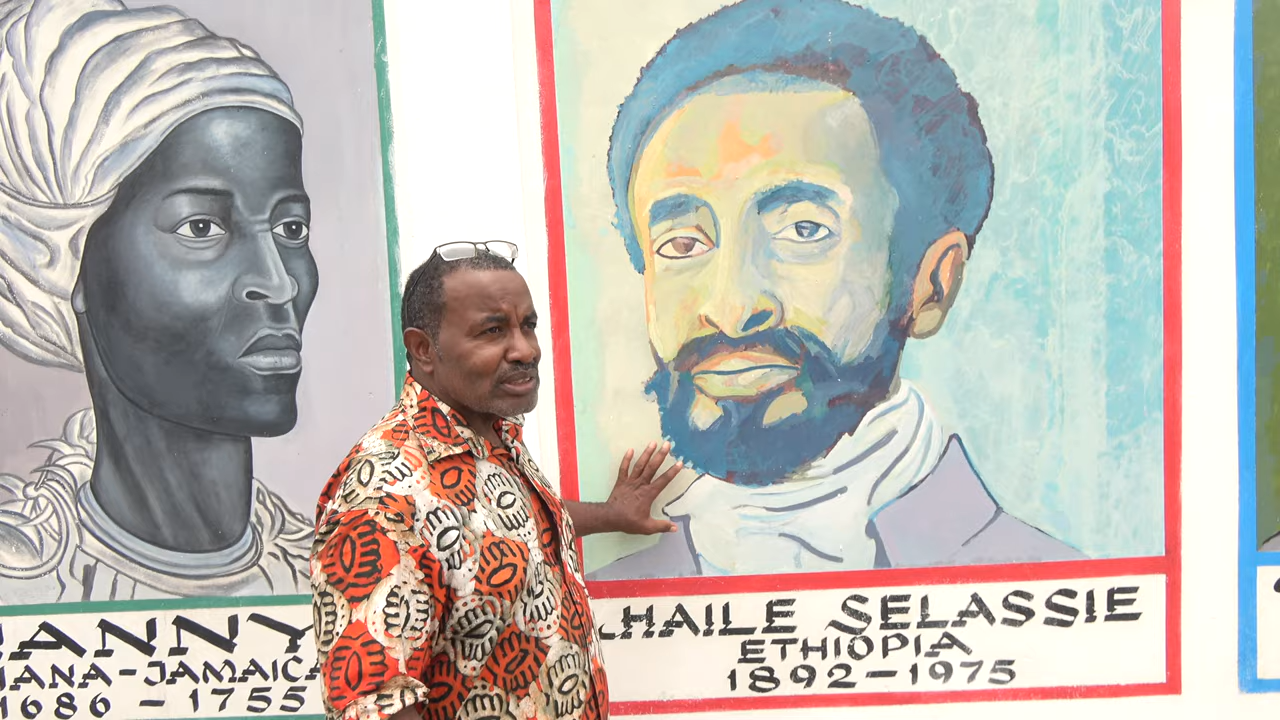 ANNY
ANA-JAMAICA
1686 - 1755
HAILE SELASSIE
ETHIOPIA
1892-1975